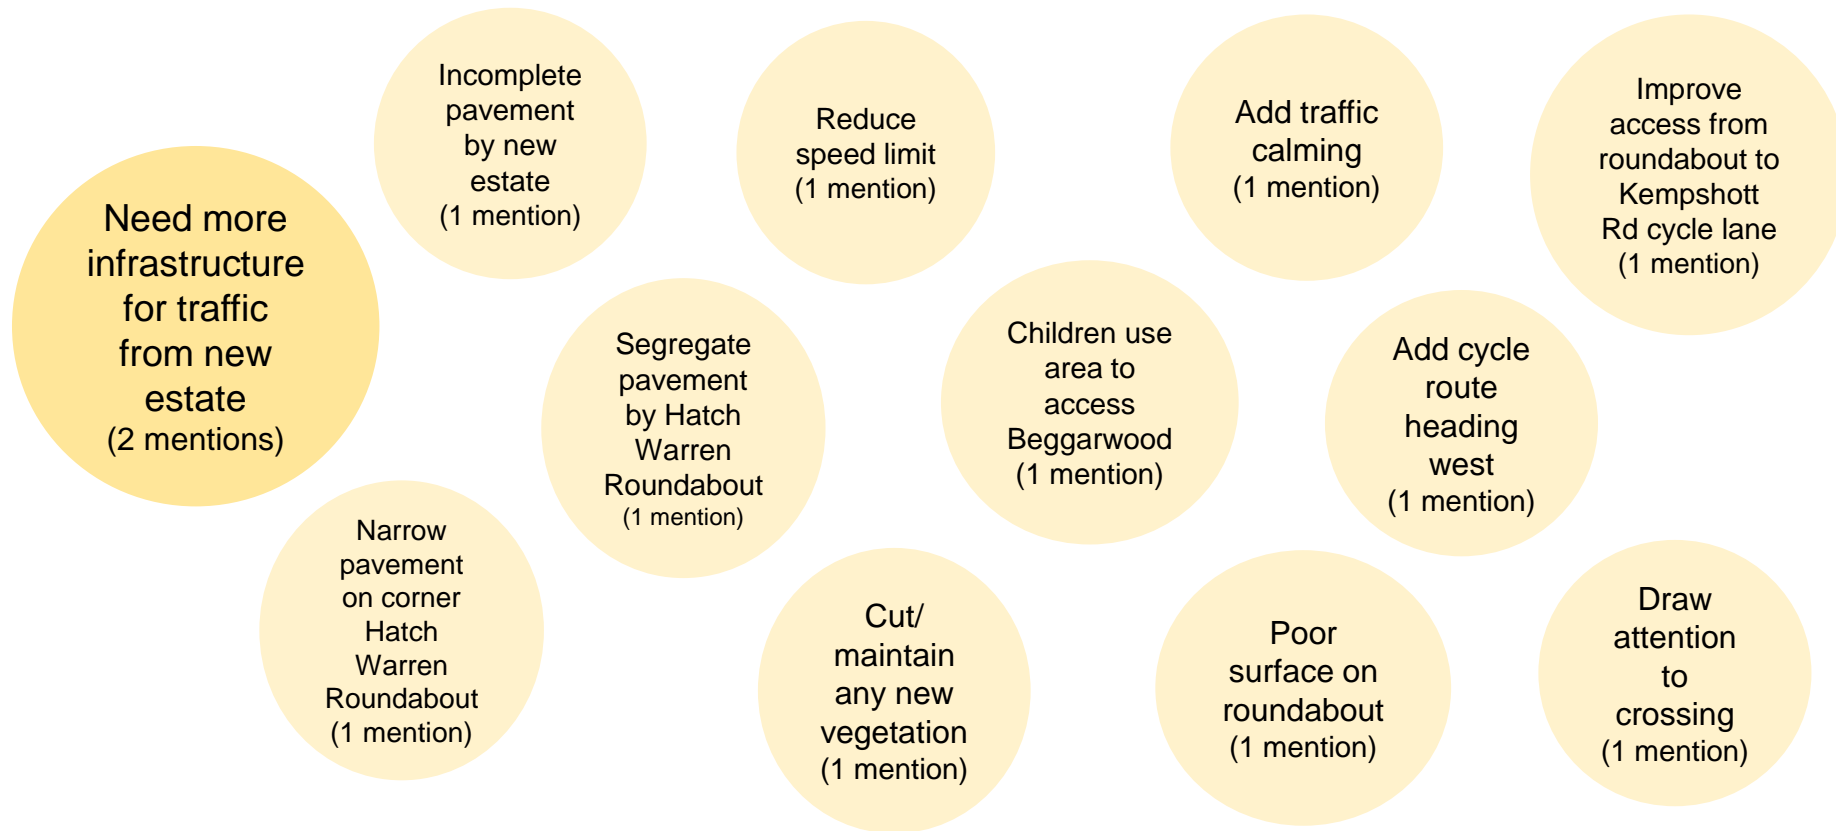 Need more
infrastructure
for traffic
from new
estate
(2 mentions)
Incomplete
pavement
by new
estate
(1 mention)
Reduce
speed limit
(1 mention)
Add traffic
calming
(1 mention)
Improve
access from
roundabout to
Kempshott
Rd cycle lane
(1 mention)
Segregate
pavement
by Hatch
Warren
Roundabout
(1 mention)
Children use
area to
access
Beggarwood
(1 mention)
Add cycle
route
heading
west
(1 mention)
Narrow
pavement
on corner
Hatch
Warren
Roundabout
(1 mention)
Cut/
maintain
any new
vegetation
(1 mention)
Poor
surface on
roundabout
(1 mention)
Draw
attention
to
crossing
(1 mention)